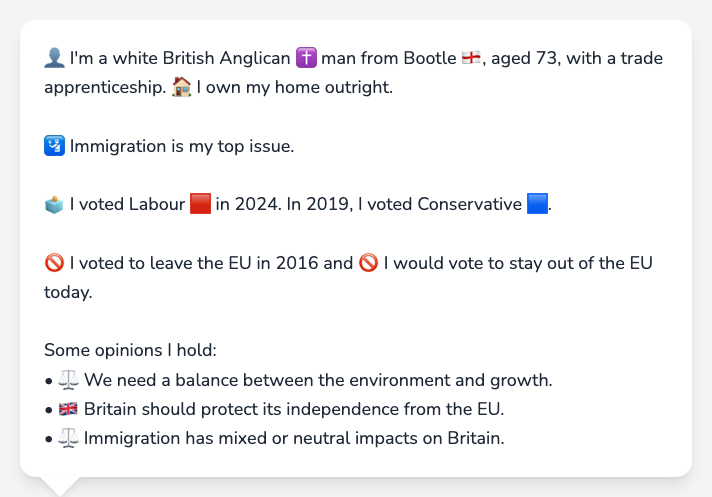 👤 I'm a white British Anglican ✝️ man from Bootle 🏴󠁧󠁢󠁥󠁮󠁧󠁿, aged 73, with a trade
apprenticeship. 🏠 I own my home outright.
🛂 Immigration is my top issue.
🗳️ I voted Labour 🟥 in 2024. In 2019, I voted Conservative 🟦.
🚫 I voted to leave the EU in 2016 and 🚫 I would vote to stay out of the EU
today.
Some opinions I hold:
• ⚖️ We need a balance between the environment and growth.
• 🇬🇧 Britain should protect its independence from the EU.
• ⚖️ Immigration has mixed or neutral impacts on Britain.